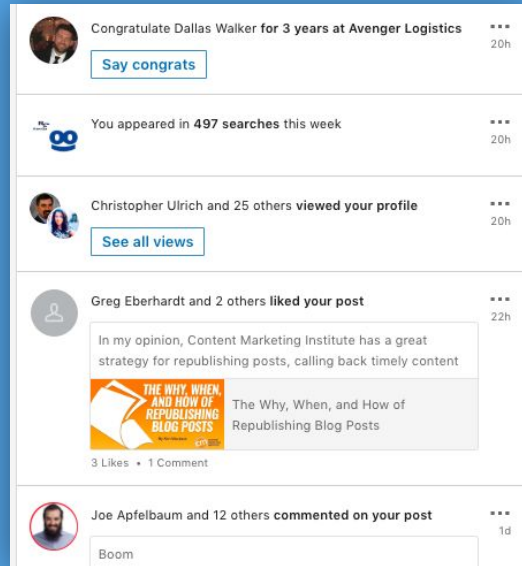 Congratulate Dallas Walker for 3 years at Avenger Logistics
20h
Say congrats
You appeared in 497 searches this week
20h
Christopher Ulrich and 25 others viewed your profile
20h
See all views
Greg Eberhardt and 2 others liked your post
22h
In my opinion, Content Marketing Institute has a great
strategy for republishing posts, calling back timely content
THE WHY, WHEN,
AND HOW OF
REPUBLISHING
BLOG POSTS
The Why, When, and How of
Republishing Blog Posts
3 Likes • 1 Comment
Joe Apfelbaum and 12 others commented on your post
1d
Boom